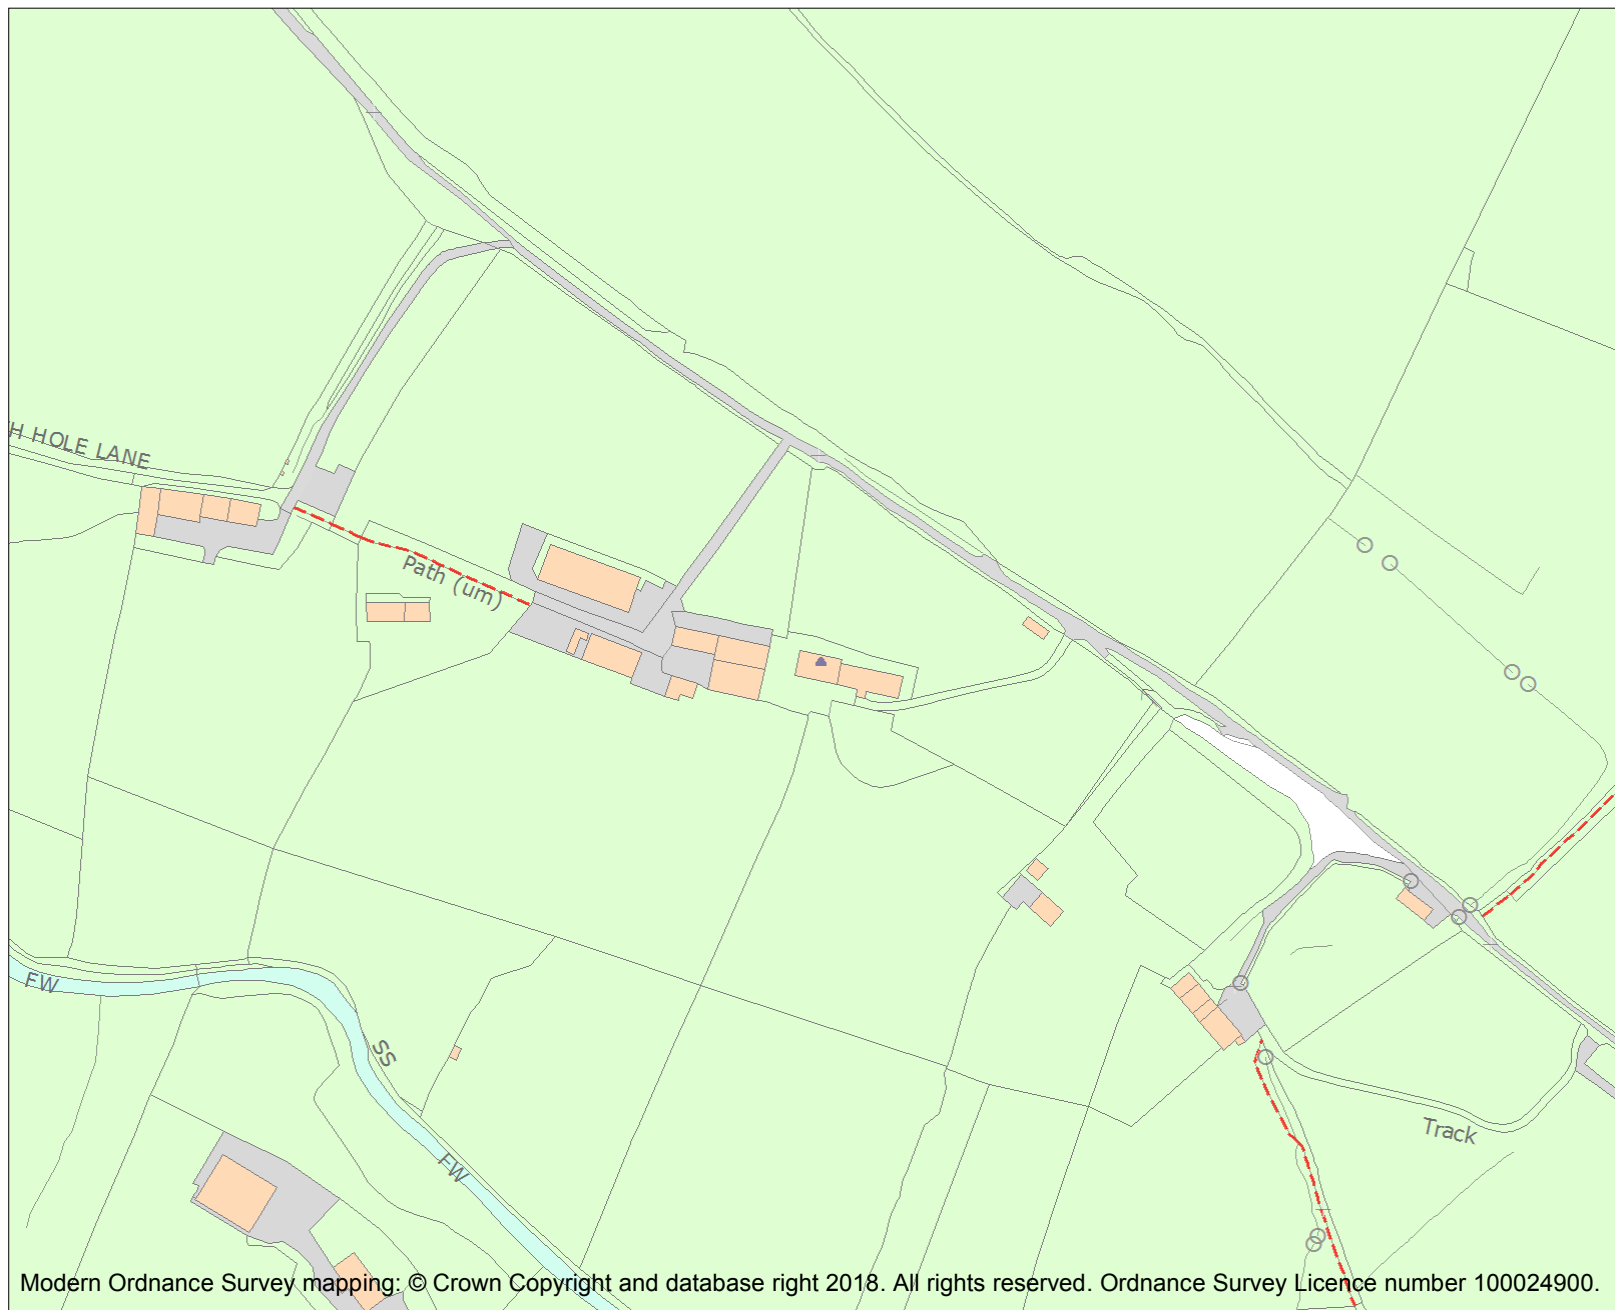 H HOLE LANE
Path (um)
FW
SS
FW
Track
Modern Ordnance Survey mapping: © Crown Copyright and database right 2018. All rights reserved. Ordnance Survey Licence number 100024900.